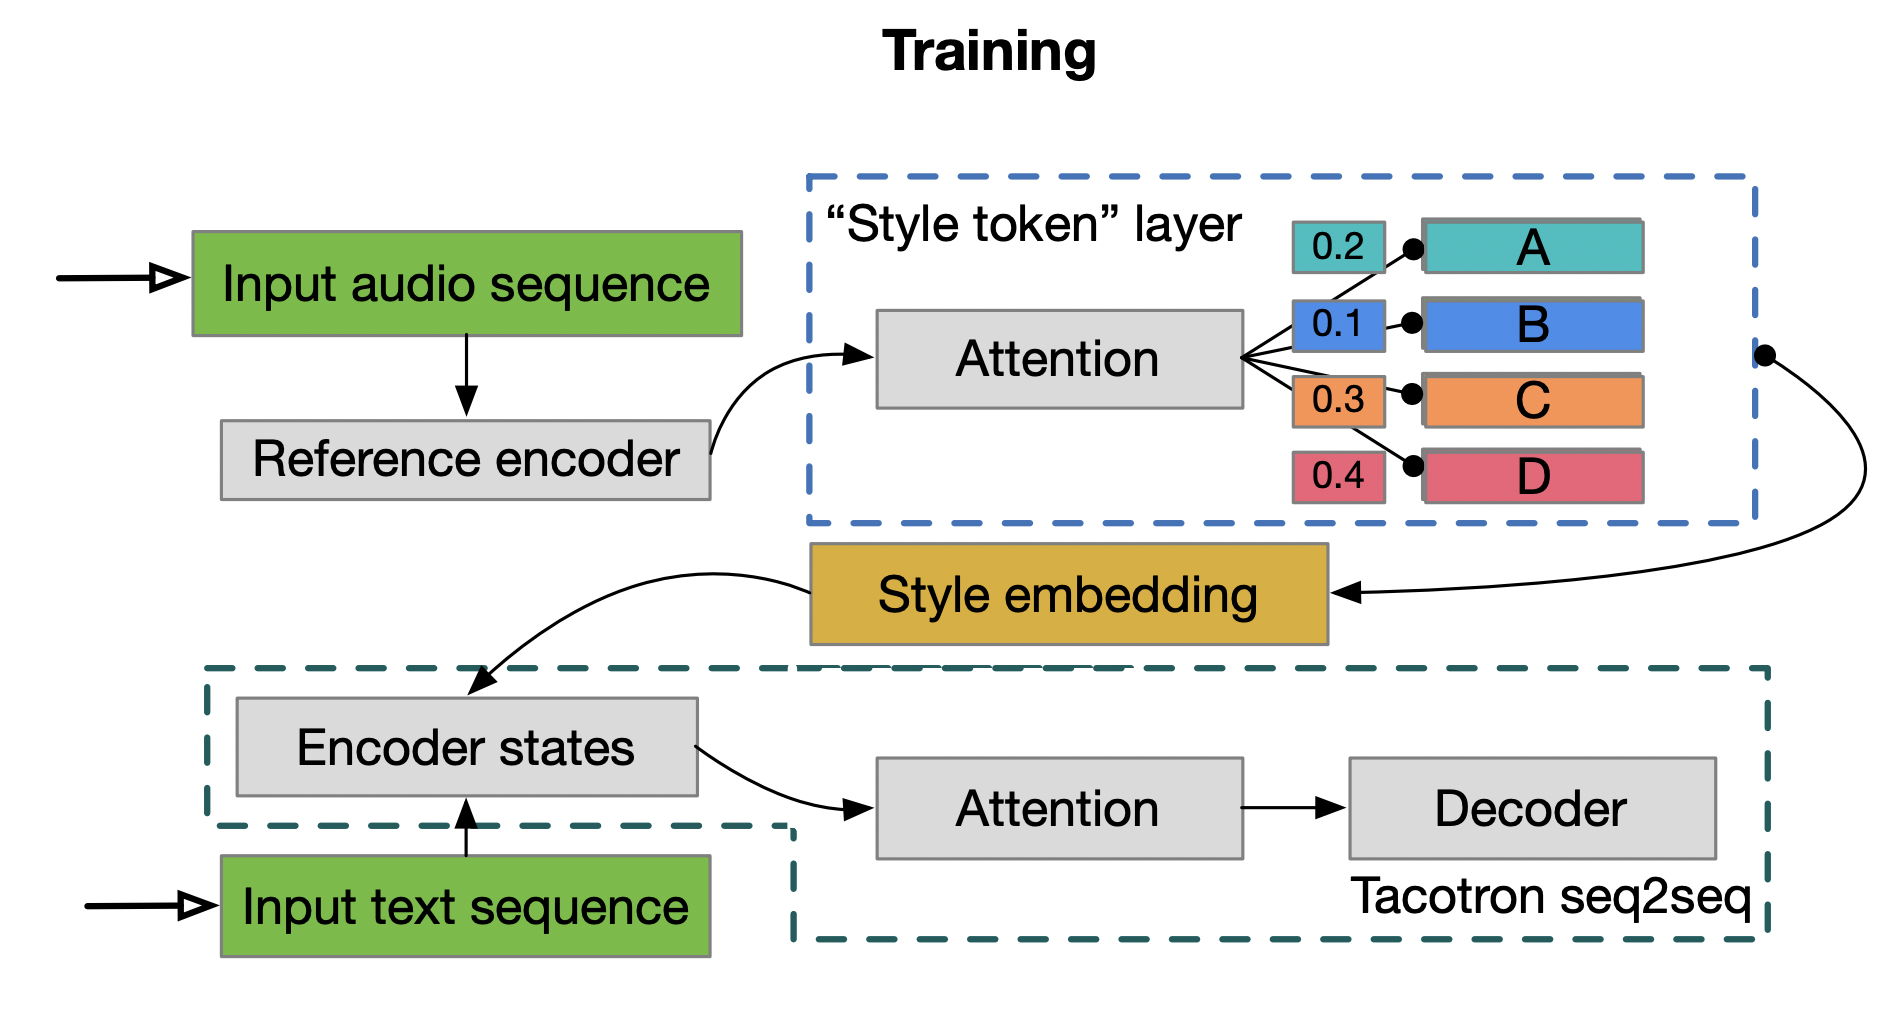 Training
“Style token” layer
Input audio sequence
Reference encoder
Attention
0.2 A
0.1 B
0.3 C
0.4 D
Style embedding
Encoder states
Attention
Decoder
Tacotron seq2seq
Input text sequence